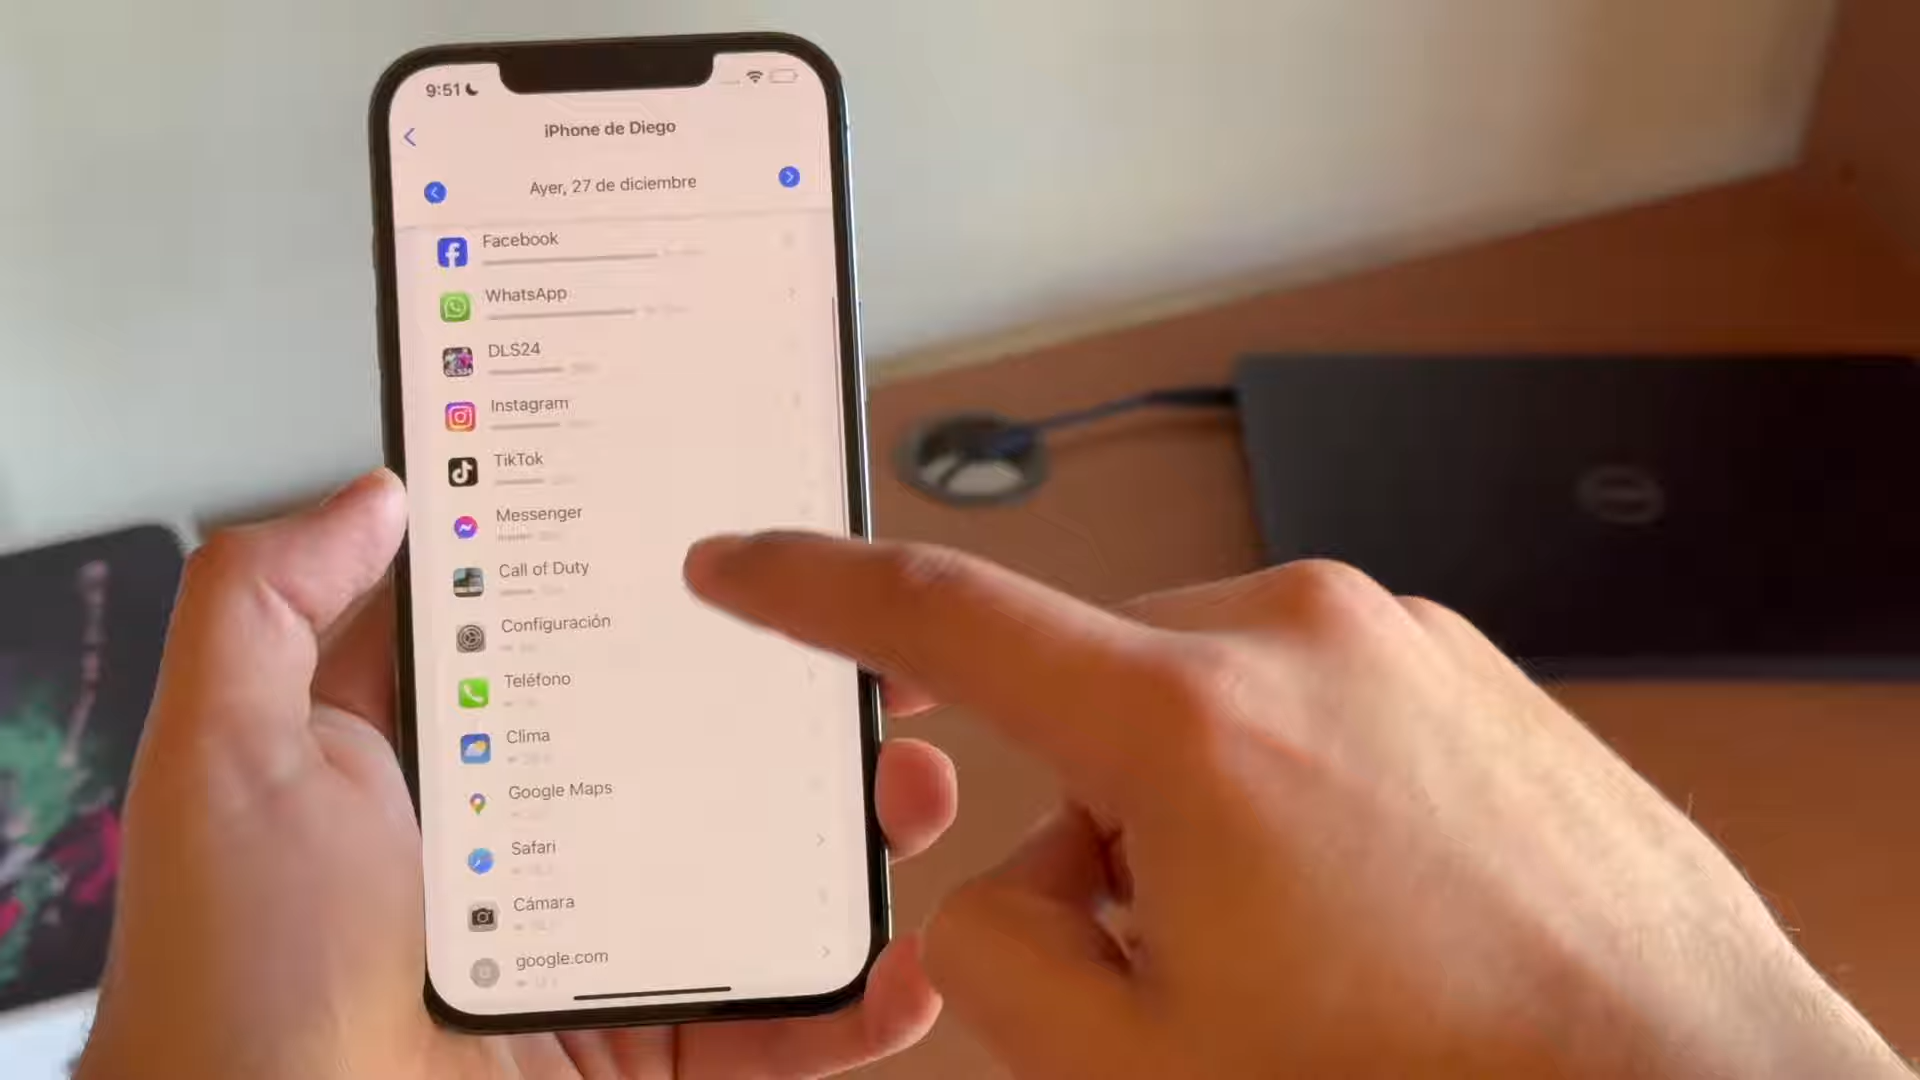 9:51
iPhone de Diego
Ayer, 27 de diciembre
Facebook
WhatsApp
DLS24
Instagram
TikTok
Messenger
Call of Duty
Configuración
Teléfono
Clima
Google Maps
Safari
Cámara
google.com